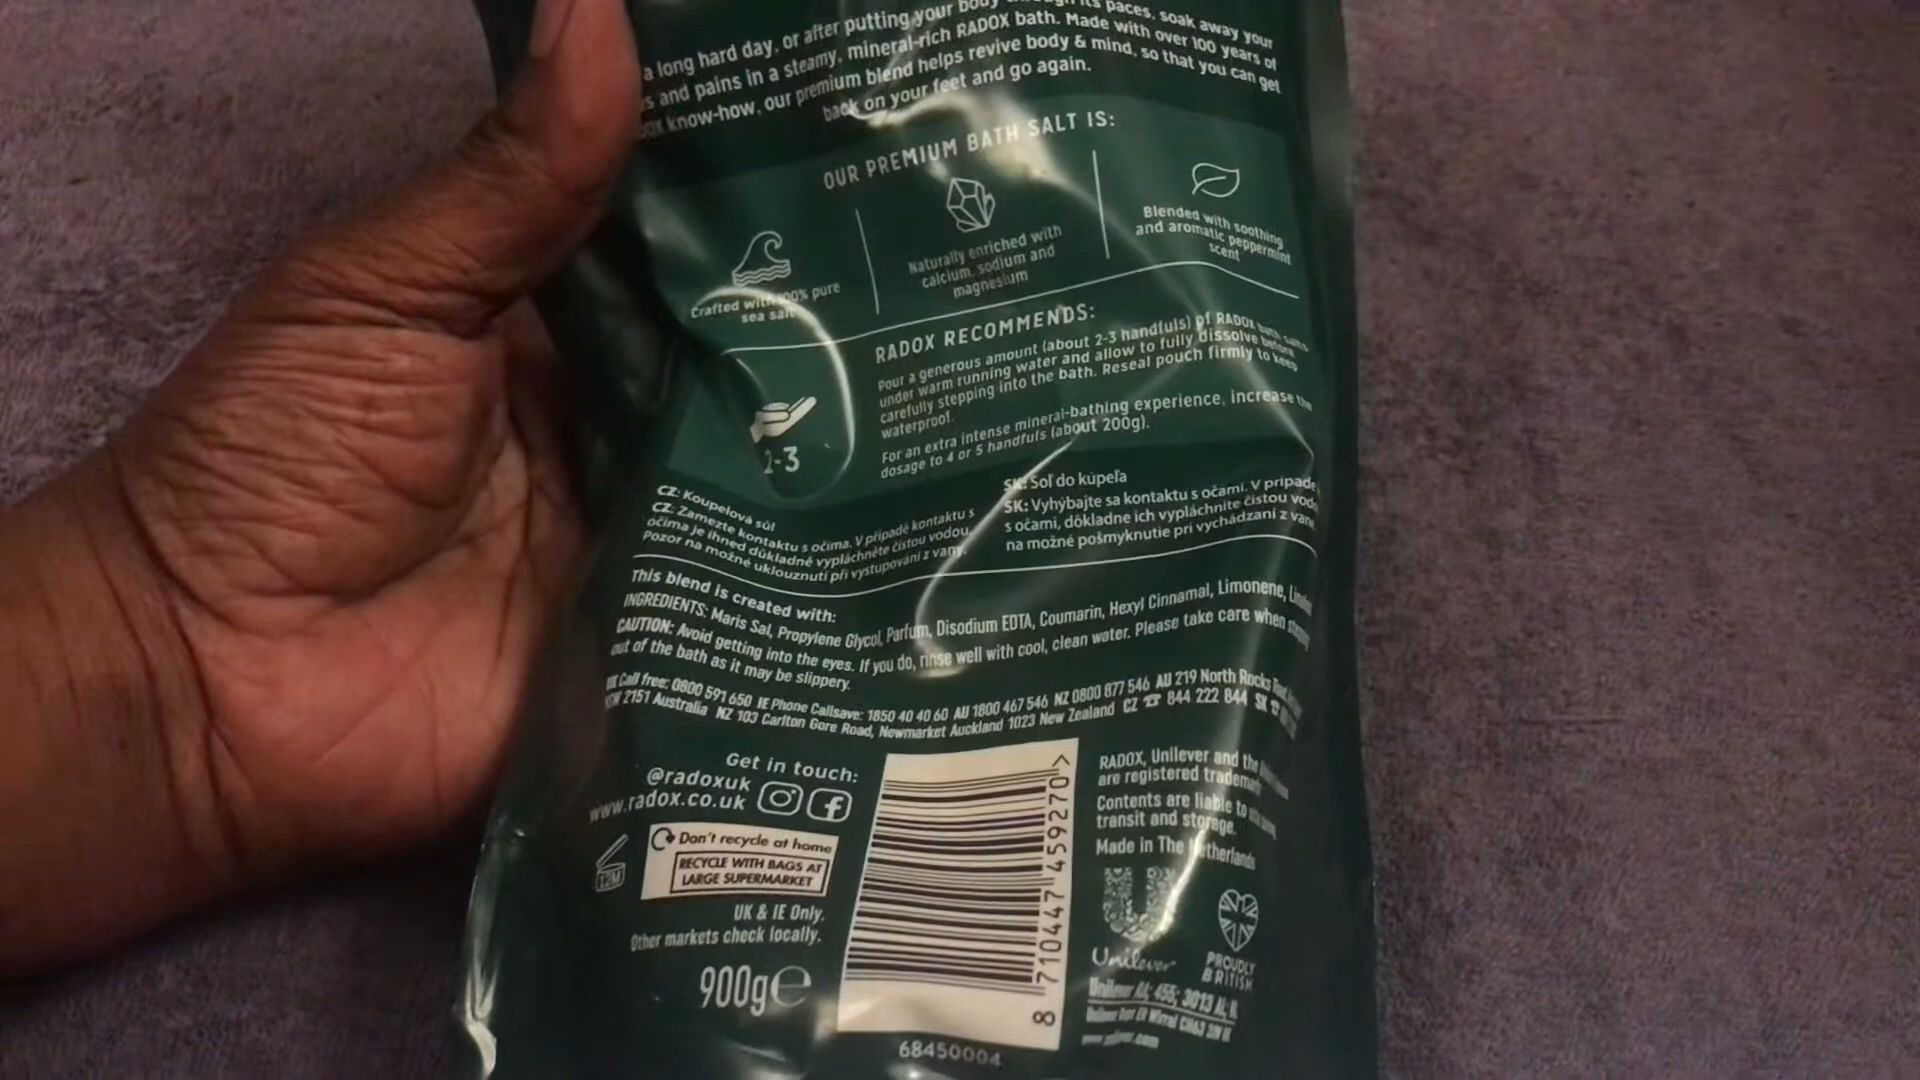 a long hard day, or after putting your body through its paces, soak away your
and pains in a steamy, mineral-rich RADOX bath. Made with over 100 years of
know-how, our premium blend helps revive body & mind, so that you can get
back on your feet and go again.
OUR PREMIUM BATH SALT IS:
Crafted with 100% pure
sea salt
Naturally enriched with
calcium, sodium and
magnesium
Blended with soothing
and aromatic peppermint
scent
RADOX RECOMMENDS:
Pour a generous amount (about 2-3 handfuls) of RADOX bath salts
under warm running water and allow to fully dissolve before
carefully stepping into the bath. Reseal pouch firmly to keep
waterproof.
For an extra intense mineral-bathing experience, increase the
dosage to 4 or 5 handfuls (about 200g).
2-3
CZ: Koupelová sůl
CZ: Zamezte kontaktu s očima. V případě kontaktu s
očima je ihned důkladně vypláchněte čistou vodou.
Pozor na možné uklouznutí při vystupování z vany.
SK: Soľ do kúpeľa
SK: Vyhýbajte sa kontaktu s očami. V prípade
s očami, dôkladne ich vypláchnite čistou vodo
na možné pošmyknutie pri vychádzaní z vane
This blend is created with:
INGREDIENTS: Maris Sal, Propylene Glycol, Parfum, Disodium EDTA, Coumarin, Hexyl Cinnamal, Limonene,
CAUTION: Avoid getting into the eyes. If you do, rinse well with cool, clean water. Please take care when
out of the bath as it may be slippery.
UK Call free: 0800 591 650 IE Phone Callsave: 1850 40 40 60 AU 1800 467 546 NZ 0800 877 546 AU 219 North Rocks
2151 Australia NZ 103 Carlton Gore Road, Newmarket Auckland 1023 New Zealand CZ ☎ 844 222 844 SK ☎
Get in touch:
@radoxuk
www.radox.co.uk
Don't recycle at home
RECYCLE WITH BAGS AT
LARGE SUPERMARKET
12M
UK & IE Only.
Other markets check locally.
900g℮
8 710447 459270 >
68450004
RADOX, Unilever and the
are registered trademark
Contents are liable to
transit and storage.
Made in The Netherlands
Unilever
PROUDLY
BRITISH
455, 3013 AL